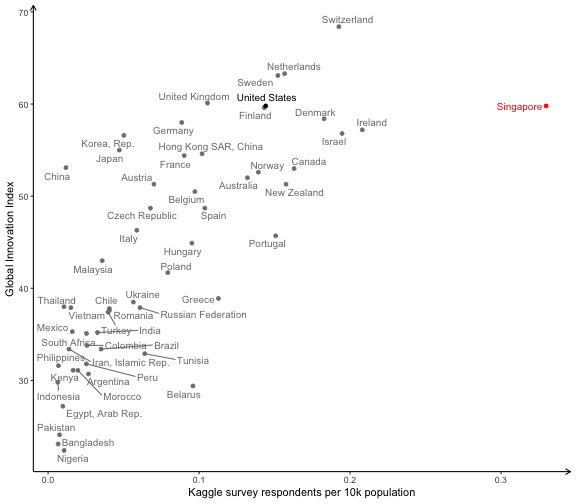 70
Switzerland
Netherlands
Sweden
United Kingdom
United States
60
Singapore
Finland
Denmark
Ireland
Germany
Korea, Rep.
Israel
Hong Kong SAR, China
Japan
France
China
Norway
Canada
Austria
Australia
New Zealand
Belgium
50
Czech Republic
Spain
Italy
Portugal
Hungary
Malaysia
Poland
40
Thailand
Chile
Ukraine
Greece
Vietnam
Romania
Russian Federation
Mexico
Turkey
India
South Africa
Colombia
Brazil
Philippines
Iran, Islamic Rep.
Tunisia
30
Kenya
Argentina
Peru
Indonesia
Morocco
Belarus
Egypt, Arab Rep.
Pakistan
Bangladesh
Nigeria
Global Innovation Index
0.0
0.1
0.2
0.3
Kaggle survey respondents per 10k population